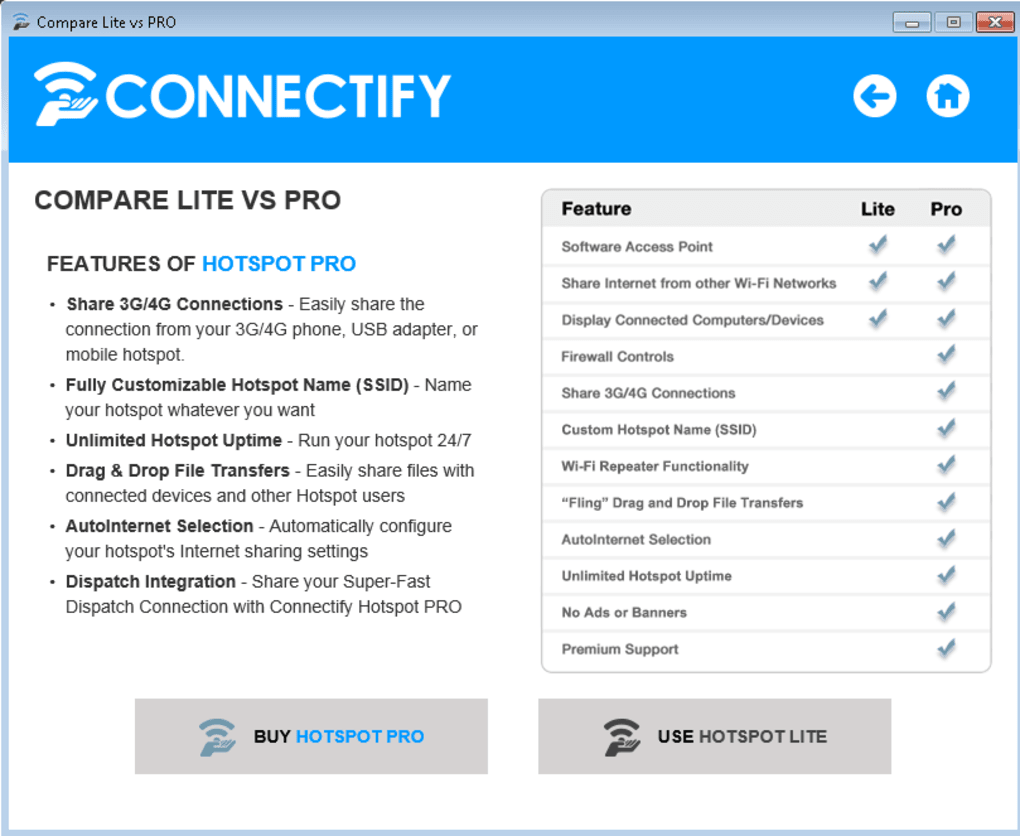 Compare Lite vs PRO
CONNECTIFY
COMPARE LITE VS PRO
FEATURES OF HOTSPOT PRO
• Share 3G/4G Connections - Easily share the
connection from your 3G/4G phone, USB adapter, or
mobile hotspot.
• Fully Customizable Hotspot Name (SSID) - Name
your hotspot whatever you want
• Unlimited Hotspot Uptime - Run your hotspot 24/7
• Drag & Drop File Transfers - Easily share files with
connected devices and other Hotspot users
• AutoInternet Selection - Automatically configure
your hotspot's Internet sharing settings
• Dispatch Integration - Share your Super-Fast
Dispatch Connection with Connectify Hotspot PRO
Feature Lite Pro
Software Access Point
Share Internet from other Wi-Fi Networks
Display Connected Computers/Devices
Firewall Controls
Share 3G/4G Connections
Custom Hotspot Name (SSID)
Wi-Fi Repeater Functionality
“Fling” Drag and Drop File Transfers
AutoInternet Selection
Unlimited Hotspot Uptime
No Ads or Banners
Premium Support
BUY HOTSPOT PRO
USE HOTSPOT LITE